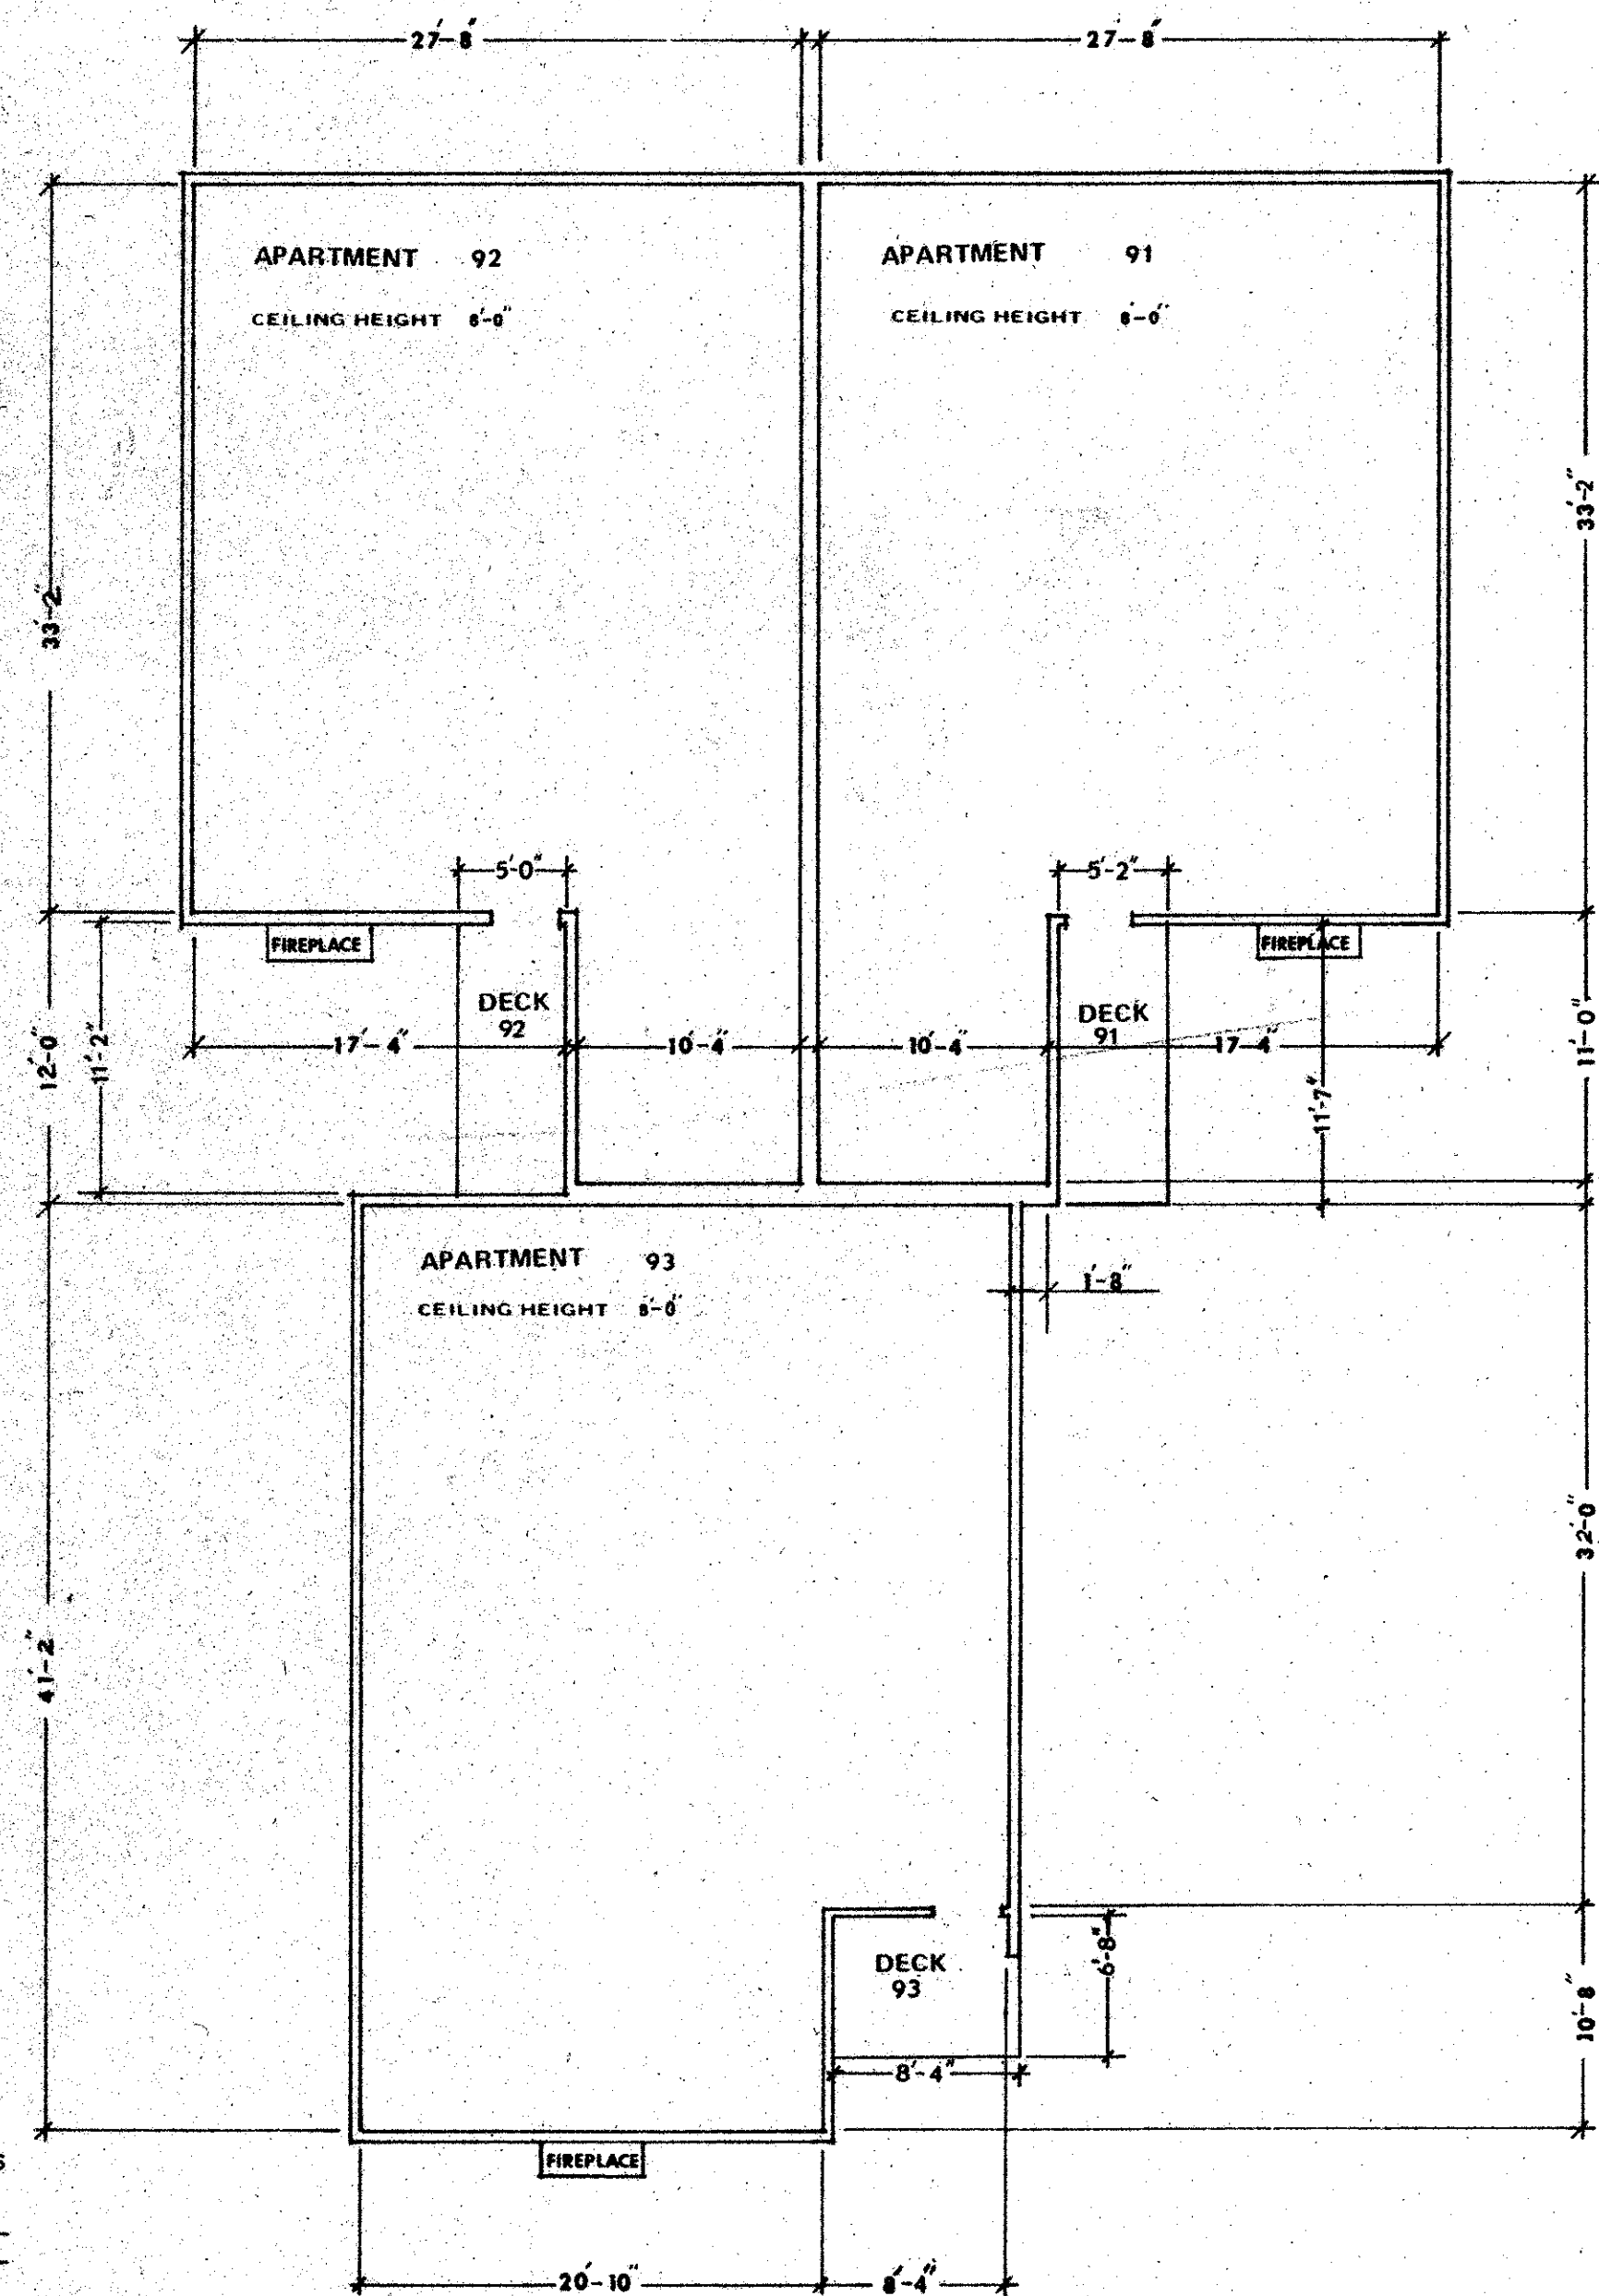 27'-8" 27'-8"
APARTMENT 92
CEILING HEIGHT 8'-0"
APARTMENT 91
CEILING HEIGHT 8'-0"
33'-2"
33'-2"
5'-0"
5'-2"
FIREPLACE
FIREPLACE
DECK
92
DECK
91
17'-4" 10'-4" 10'-4" 17'-4"
12'-0"
11'-2"
11'-7"
11'-0"
APARTMENT 93
CEILING HEIGHT 8'-0"
1'-8"
41'-2"
32'-0"
DECK
93
6'-8"
8'-4"
10'-8"
FIREPLACE
20'-10" 8'-4"